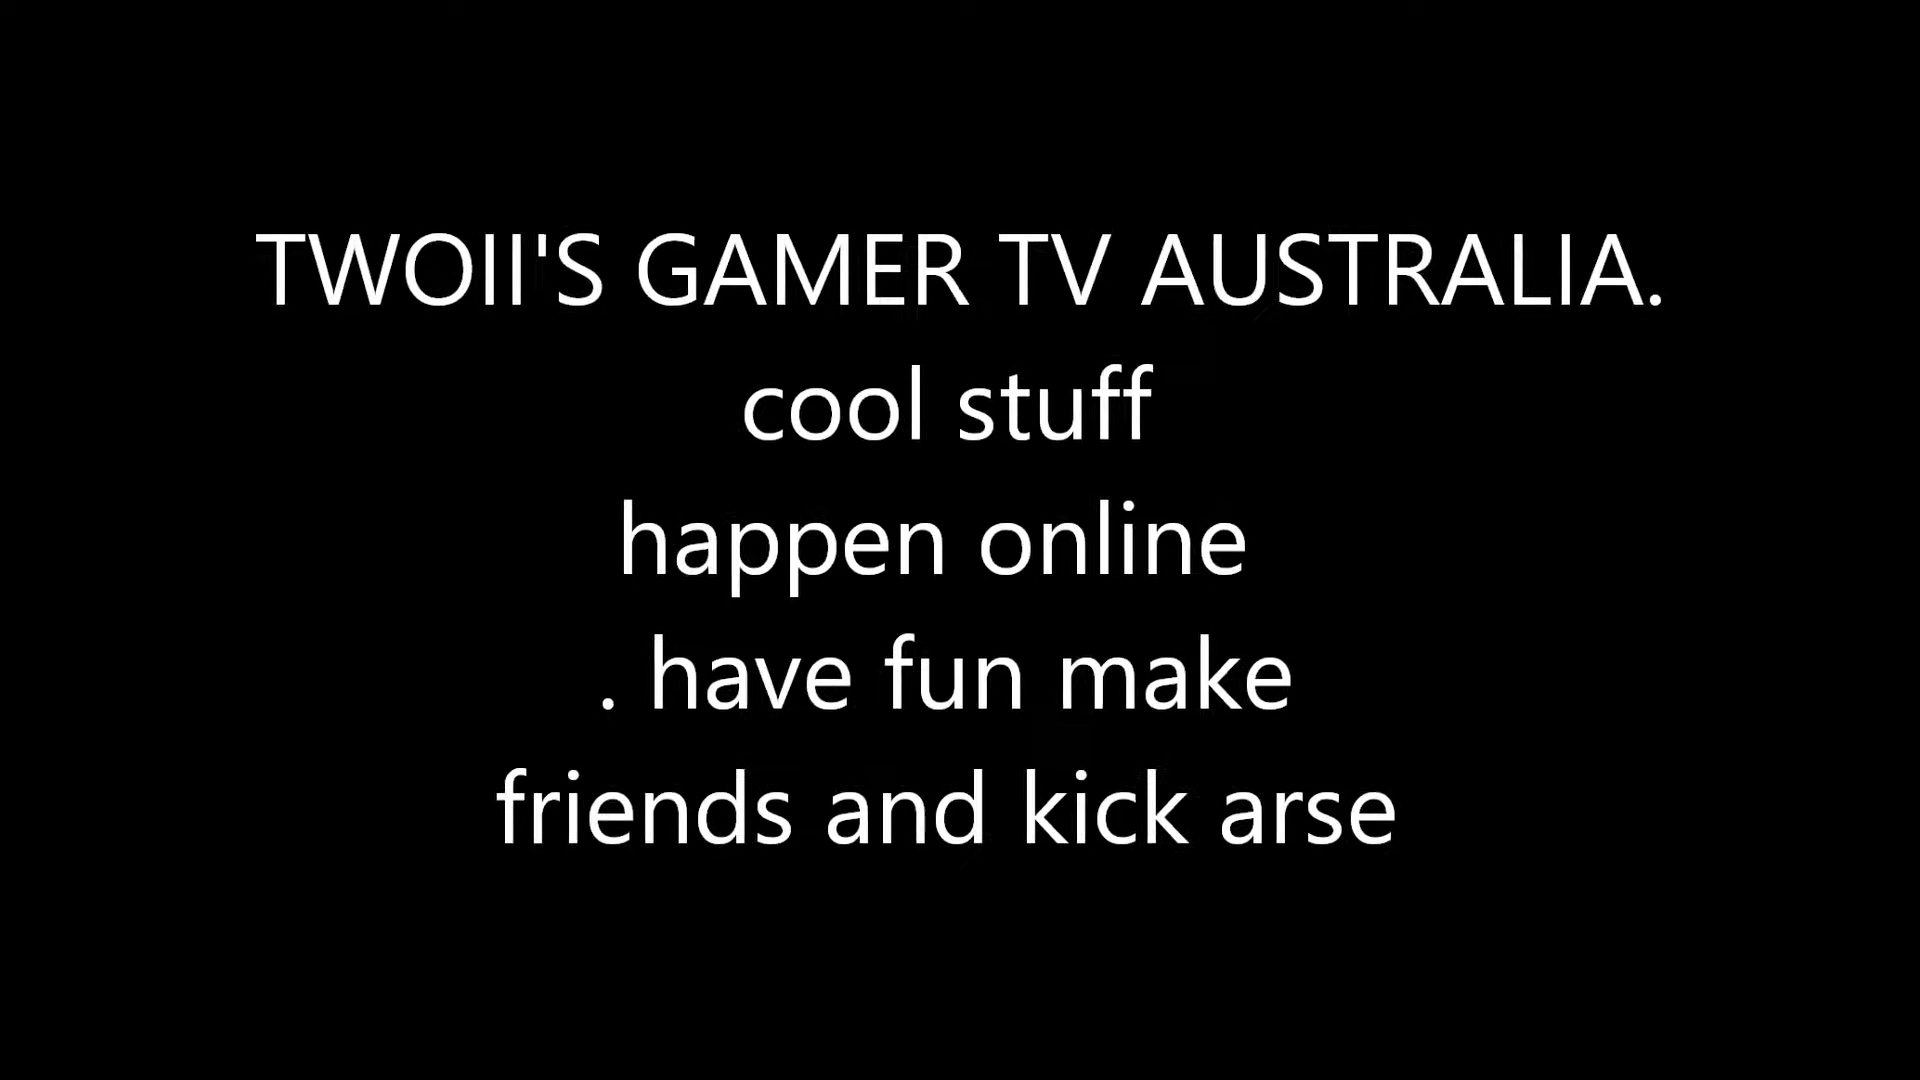 TWOII'S GAMER TV AUSTRALIA.
cool stuff
happen online
. have fun make
friends and kick arse